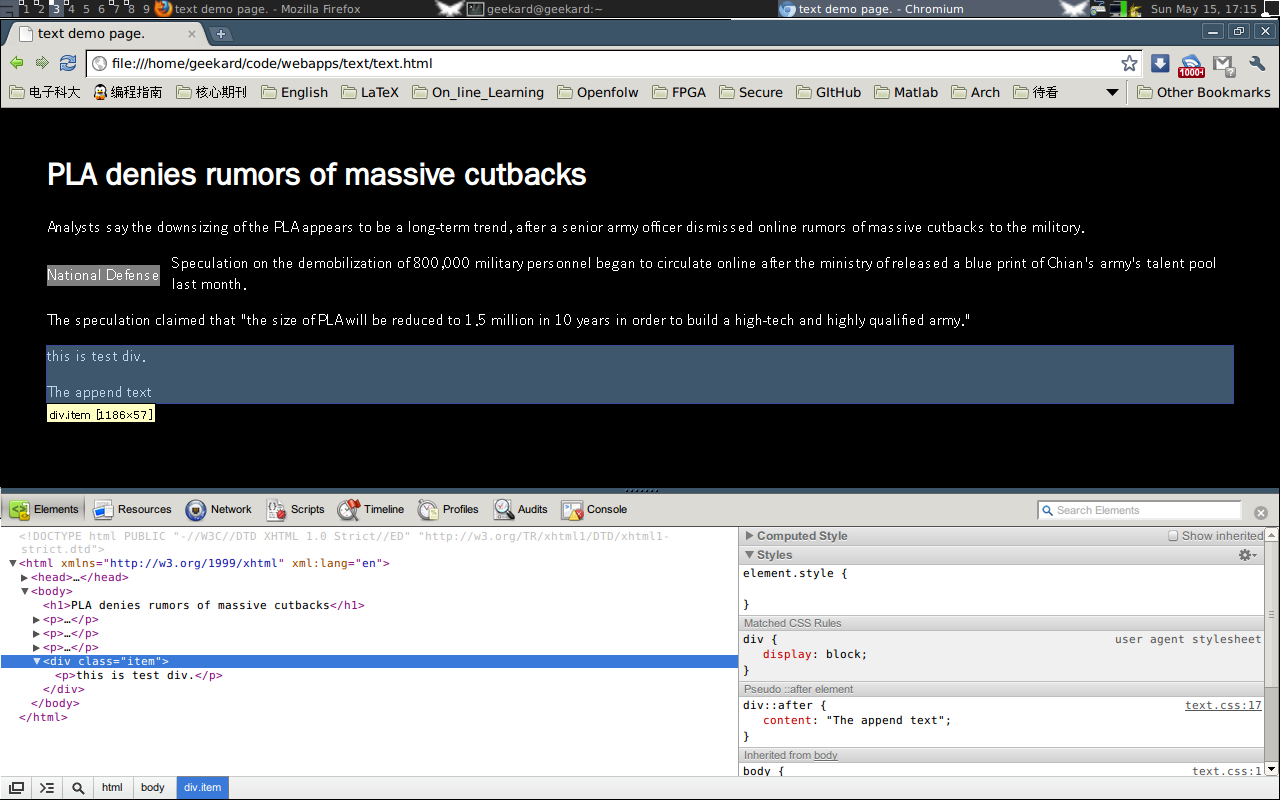 1 2 3 4 5 6 7 8 9 text demo page. - Mozilla Firefox geekard@geekard:~ text demo page. - Chromium Sun May 15, 17:15
text demo page.
file:///home/geekard/code/webapps/text/text.html 1000+ ?
电子科大 编程指南 核心期刊 English LaTeX On_line_Learning Openfolw FPGA Secure GItHub Matlab Arch 待看 Other Bookmarks
PLA denies rumors of massive cutbacks
Analysts say the downsizing of the PLA appears to be a long-term trend, after a senior army officer dismissed online rumors of massive cutbacks to the military.
National Defense
Speculation on the demobilization of 800,000 military personnel began to circulate online after the ministry of released a blue print of Chian's army's talent pool
last month.
The speculation claimed that "the size of PLA will be reduced to 1.5 million in 10 years in order to build a high-tech and highly qualified army."
this is test div.
The append text
div.item [1186×57]
Elements Resources Network Scripts Timeline Profiles Audits Console Search Elements
<!DOCTYPE html PUBLIC "-//W3C//DTD XHTML 1.0 Strict//ED" "http://w3.org/TR/xhtml1/DTD/xhtml1-
strict.dtd">
<html xmlns="http://w3.org/1999/xhtml" xml:lang="en">
<head>…</head>
<body>
<h1>PLA denies rumors of massive cutbacks</h1>
<p>…</p>
<p>…</p>
<p>…</p>
<div class="item">
<p>this is test div.</p>
</div>
</body>
</html>
Computed Style Show inherited
Styles
element.style {
}
Matched CSS Rules
div { user agent stylesheet
display: block;
}
Pseudo ::after element
div::after { text.css:17
content: "The append text";
}
Inherited from body
body { text.css:1
html body div.item